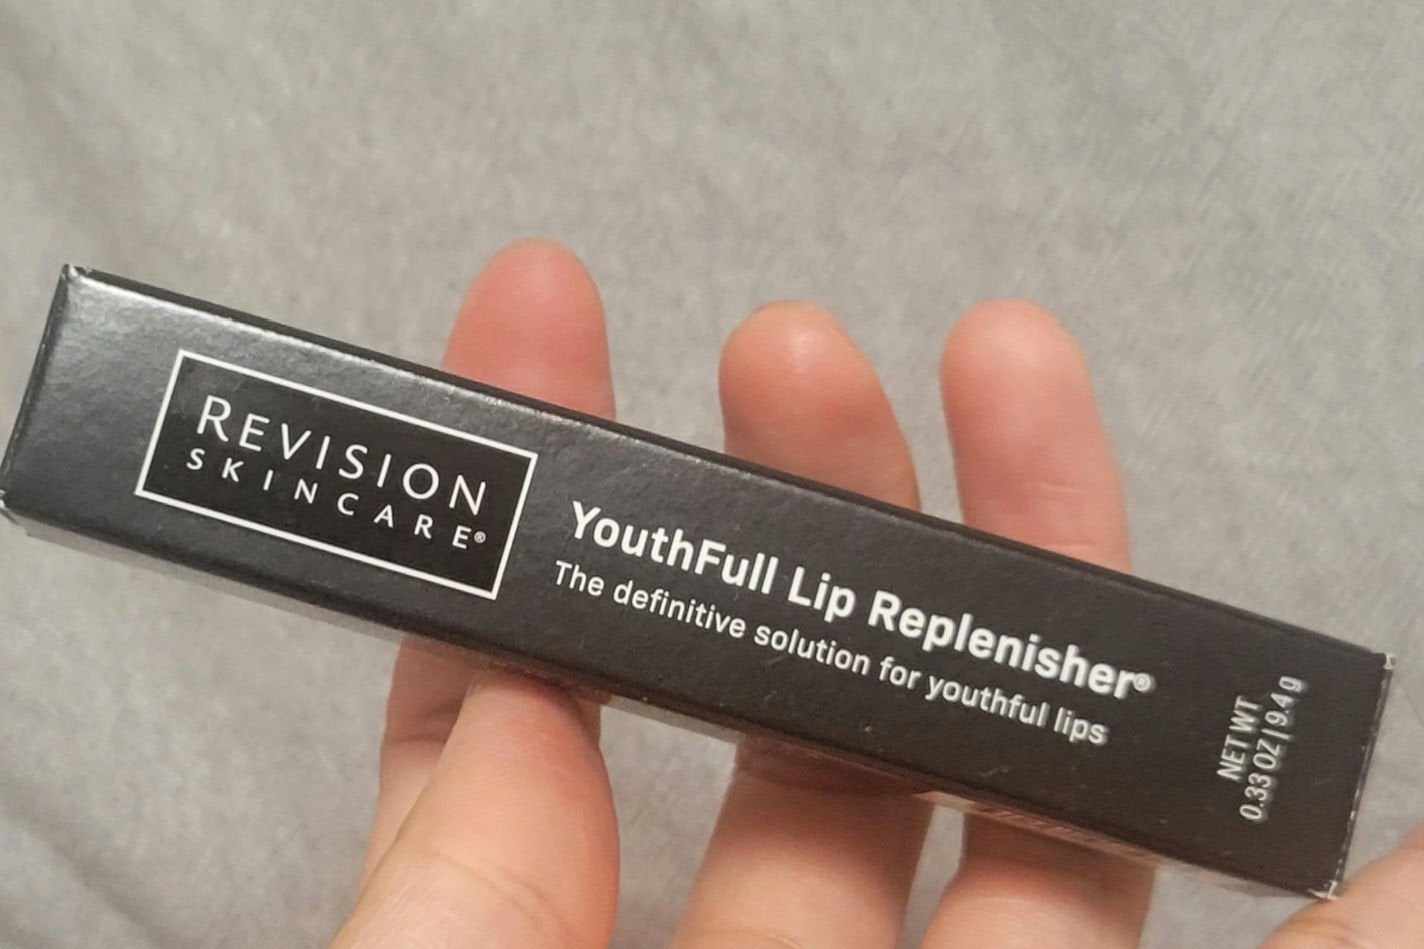 REVISION
SKINCARE®
YouthFull Lip Replenisher®
The definitive solution for youthful lips
NET WT
0.33 OZ | 9.4 g